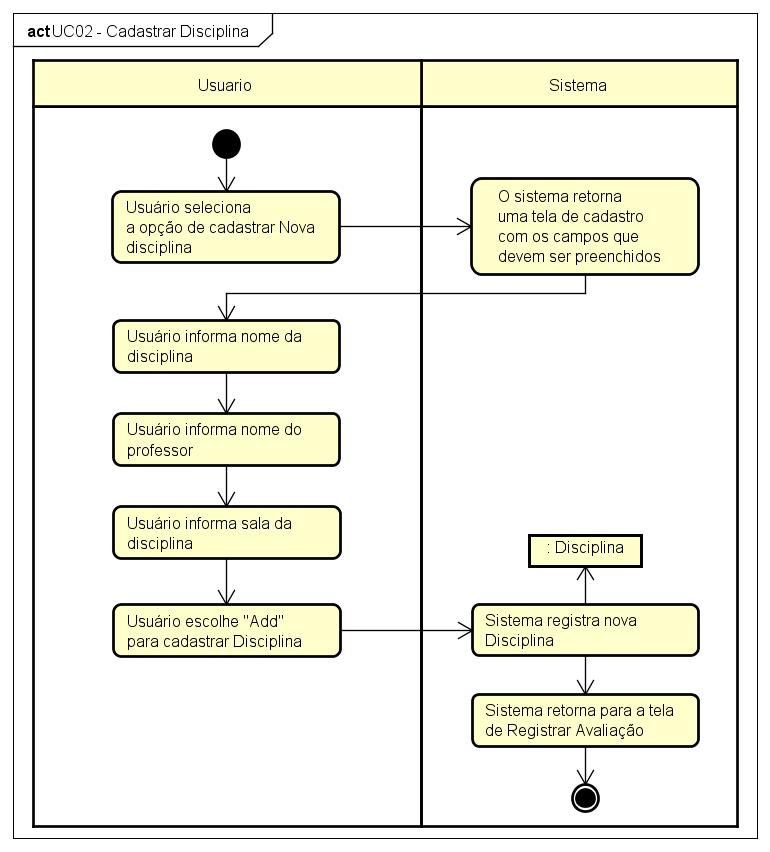 act UC02 - Cadastrar Disciplina
Usuario
Sistema
Usuário seleciona
a opção de cadastrar Nova
disciplina
O sistema retorna
uma tela de cadastro
com os campos que
devem ser preenchidos
Usuário informa nome da
disciplina
Usuário informa nome do
professor
Usuário informa sala da
disciplina
: Disciplina
Usuário escolhe "Add"
para cadastrar Disciplina
Sistema registra nova
Disciplina
Sistema retorna para a tela
de Registrar Avaliação